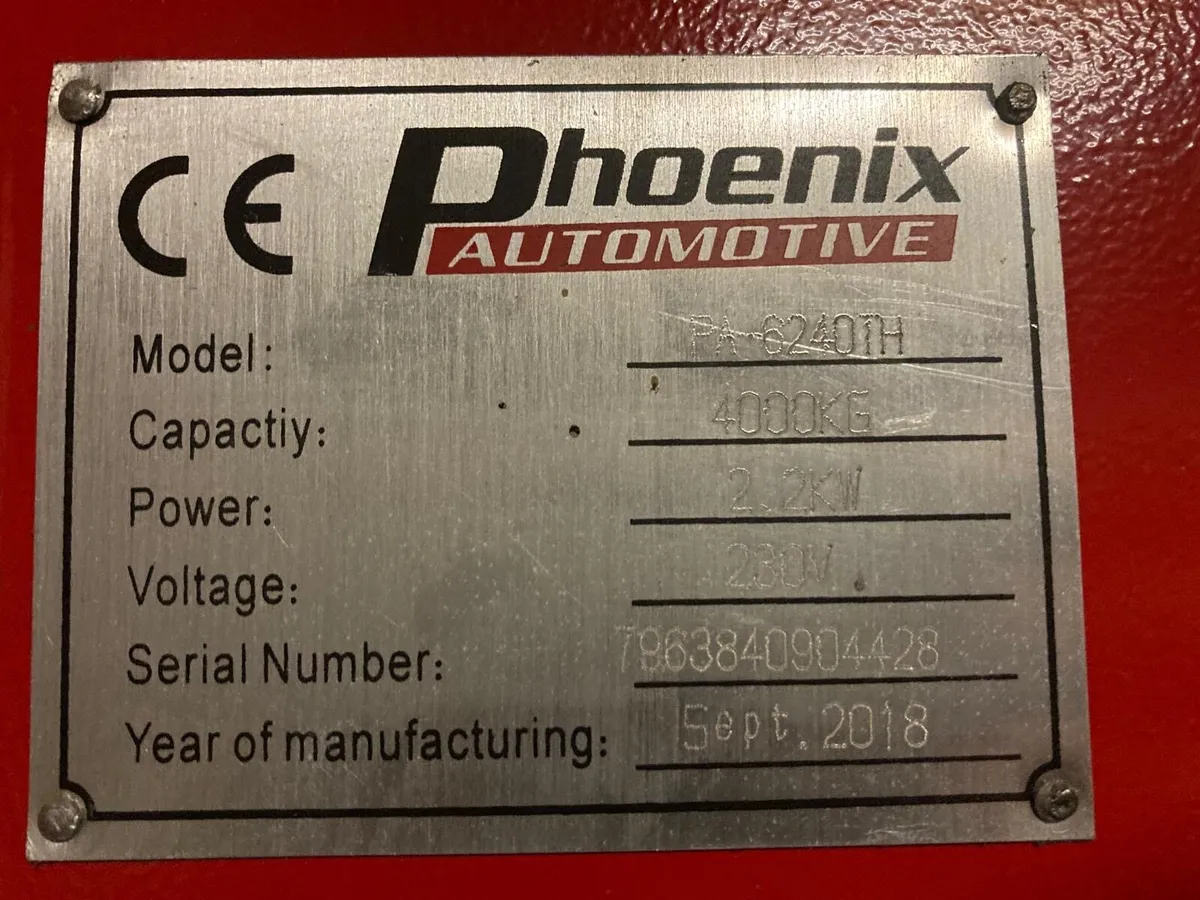 CE Phoenix
AUTOMOTIVE
Model: PA-6240TH
Capactiy: 4000KG
Power: 2.2KW
Voltage: 230V
Serial Number: 7963840904428
Year of manufacturing: Sept.2018